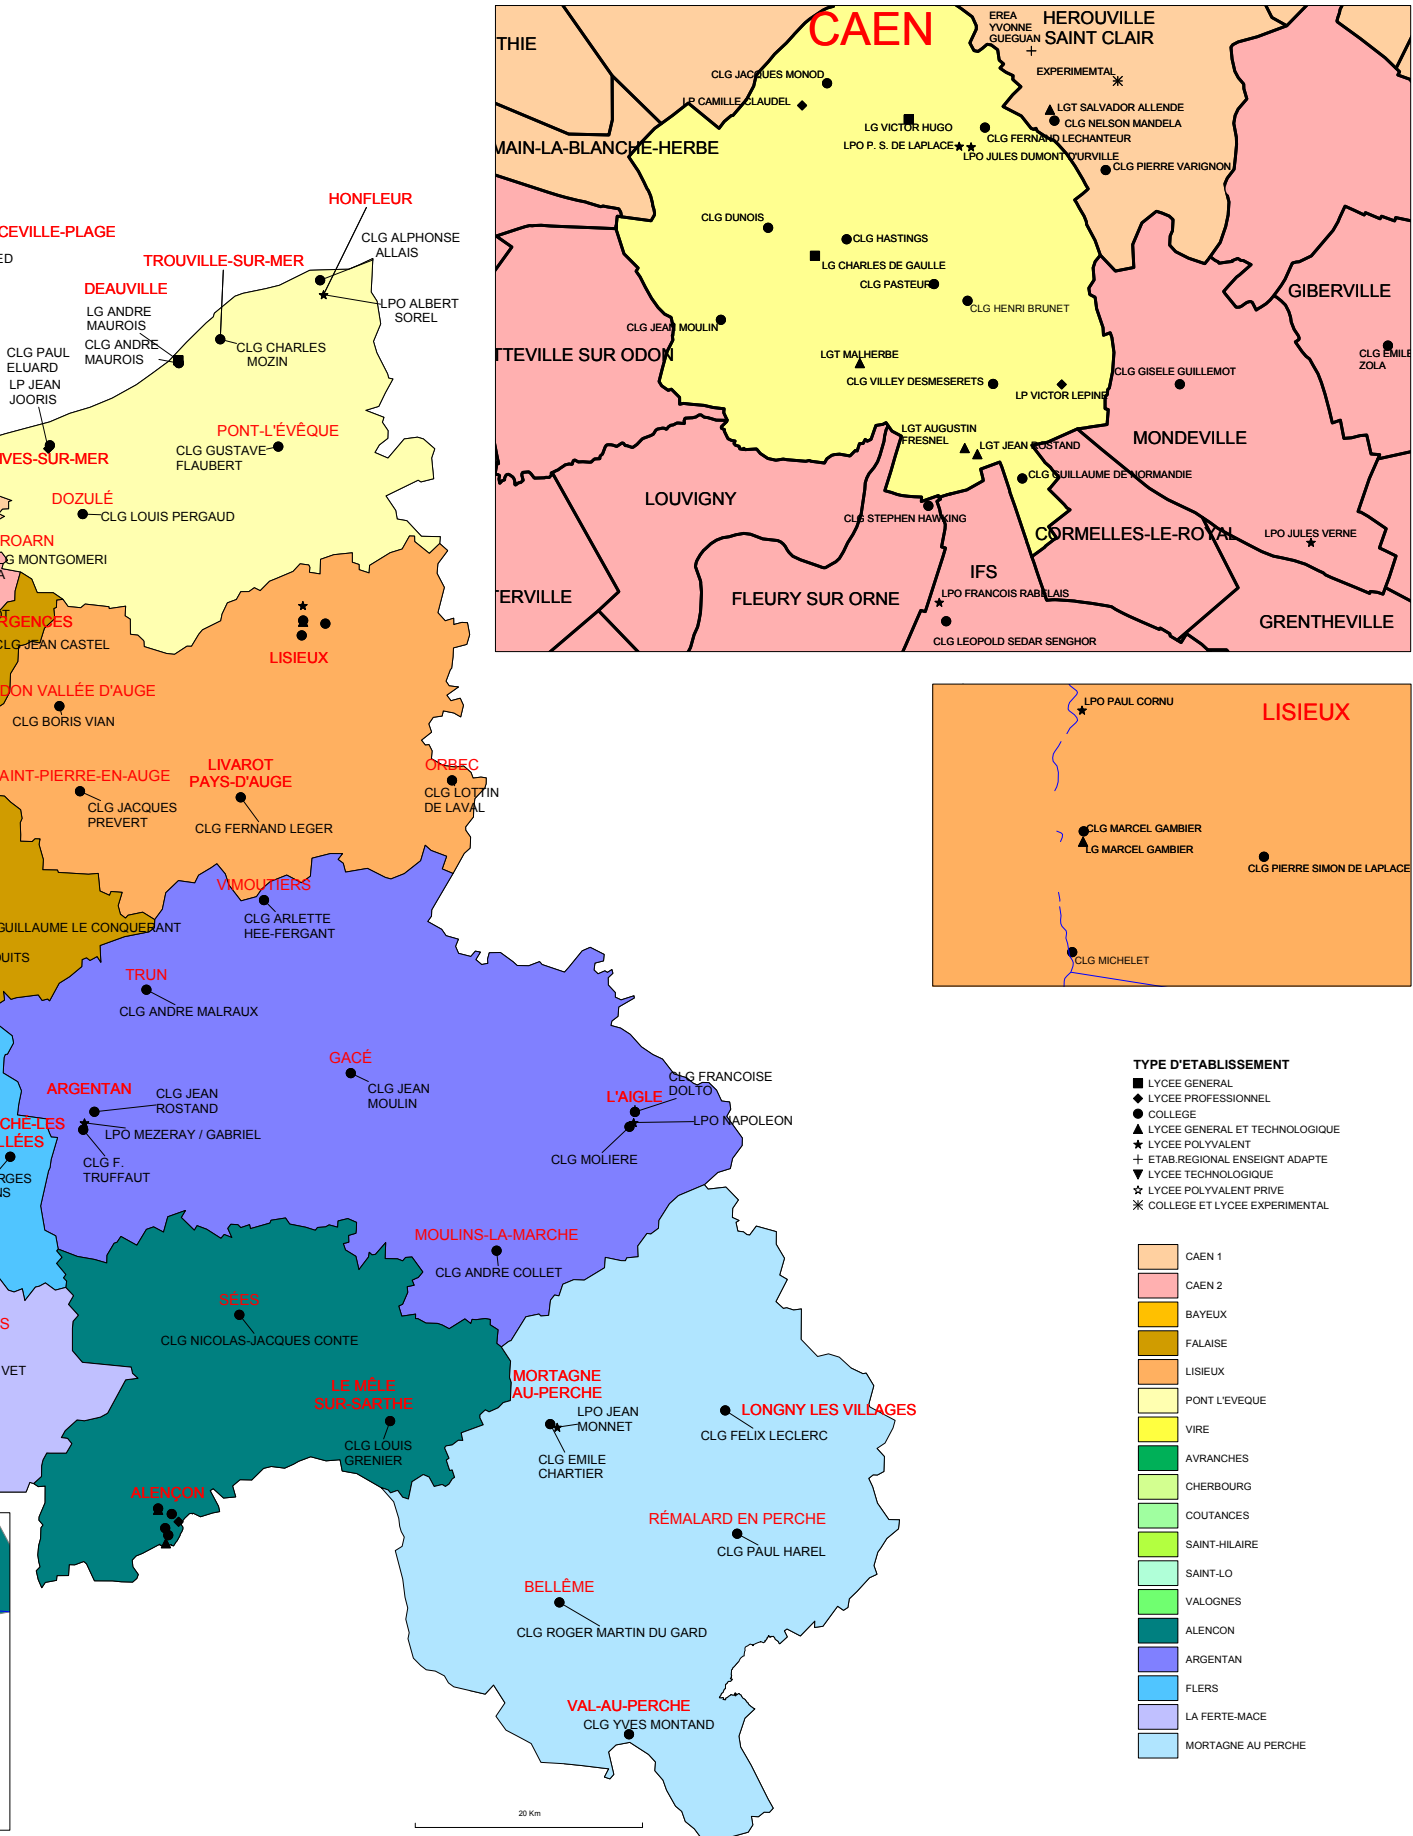 CAEN
THIE
EREA
YVONNE
GUEGUAN
HEROUVILLE
SAINT CLAIR
EXPERIMEMTAL
CLG JACQUES MONOD
LP CAMILLE CLAUDEL
LGT SALVADOR ALLENDE
CLG NELSON MANDELA
LG VICTOR HUGO
CLG FERNAND LECHANTEUR
LPO P. S. DE LAPLACE
LPO JULES DUMONT D'URVILLE
CLG PIERRE VARIGNON
MAIN-LA-BLANCHE-HERBE
CLG DUNOIS
CLG HASTINGS
LG CHARLES DE GAULLE
CLG PASTEUR
CLG HENRI BRUNET
GIBERVILLE
CLG JEAN MOULIN
TTEVILLE SUR ODON
LGT MALHERBE
CLG VILLEY DESMESERETS
LP VICTOR LEPINE
CLG GISELE GUILLEMOT
CLG EMILE
ZOLA
LGT AUGUSTIN
FRESNEL
LGT JEAN ROSTAND
MONDEVILLE
CLG GUILLAUME DE NORMANDIE
LOUVIGNY
CLG STEPHEN HAWKING
CORMELLES-LE-ROYAL
LPO JULES VERNE
IFS
TERVILLE
FLEURY SUR ORNE
LPO FRANCOIS RABELAIS
GRENTHEVILLE
CLG LEOPOLD SEDAR SENGHOR
HONFLEUR
CLG ALPHONSE
ALLAIS
LPO ALBERT
SOREL
CEVILLE-PLAGE
ED
TROUVILLE-SUR-MER
CLG CHARLES
MOZIN
DEAUVILLE
LG ANDRE
MAUROIS
CLG ANDRE
MAUROIS
CLG PAUL
ELUARD
LP JEAN
JOORIS
IVES-SUR-MER
PONT-L'ÉVÊQUE
CLG GUSTAVE
FLAUBERT
DOZULÉ
CLG LOUIS PERGAUD
ROARN
G MONTGOMERI
A
OT
RGENCES
CLG JEAN CASTEL
LISIEUX
DON VALLÉE D'AUGE
CLG BORIS VIAN
AINT-PIERRE-EN-AUGE
CLG JACQUES
PREVERT
LIVAROT
PAYS-D'AUGE
CLG FERNAND LEGER
ORBEC
CLG LOTTIN
DE LAVAL
LISIEUX
LPO PAUL CORNU
CLG MARCEL GAMBIER
LG MARCEL GAMBIER
CLG PIERRE SIMON DE LAPLACE
CLG MICHELET
VIMOUTIERS
CLG ARLETTE
HEE-FERGANT
GUILLAUME LE CONQUERANT
UITS
TRUN
CLG ANDRE MALRAUX
GACÉ
CLG JEAN
MOULIN
ARGENTAN
CLG JEAN
ROSTAND
LPO MEZERAY / GABRIEL
CLG F.
TRUFFAUT
CHÉ-LES
LLÉES
RGES
NS
L'AIGLE
CLG FRANCOISE
DOLTO
LPO NAPOLEON
CLG MOLIERE
MOULINS-LA-MARCHE
CLG ANDRE COLLET
SÉES
CLG NICOLAS-JACQUES CONTE
S
VET
LE MÊLE
SUR-SARTHE
CLG LOUIS
GRENIER
ALENÇON
MORTAGNE
AU-PERCHE
LPO JEAN
MONNET
CLG EMILE
CHARTIER
LONGNY LES VILLAGES
CLG FELIX LECLERC
RÉMALARD EN PERCHE
CLG PAUL HAREL
BELLÊME
CLG ROGER MARTIN DU GARD
VAL-AU-PERCHE
CLG YVES MONTAND
20 Km
TYPE D'ETABLISSEMENT
LYCEE GENERAL
LYCEE PROFESSIONNEL
COLLEGE
LYCEE GENERAL ET TECHNOLOGIQUE
LYCEE POLYVALENT
ETAB.REGIONAL ENSEIGNT ADAPTE
LYCEE TECHNOLOGIQUE
LYCEE POLYVALENT PRIVE
COLLEGE ET LYCEE EXPERIMENTAL
CAEN 1
CAEN 2
BAYEUX
FALAISE
LISIEUX
PONT L'EVEQUE
VIRE
AVRANCHES
CHERBOURG
COUTANCES
SAINT-HILAIRE
SAINT-LO
VALOGNES
ALENCON
ARGENTAN
FLERS
LA FERTE-MACE
MORTAGNE AU PERCHE